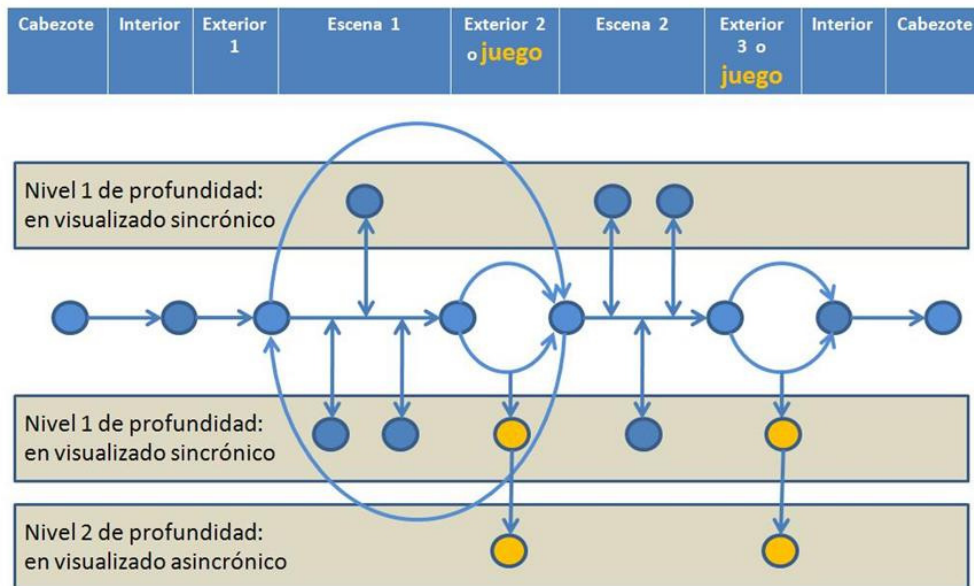 Cabezote
Interior
Exterior
1
Escena 1
Exterior 2
o juego
Escena 2
Exterior
3 o
juego
Interior
Cabezote
Nivel 1 de profundidad:
en visualizado sincrónico
Nivel 1 de profundidad:
en visualizado sincrónico
Nivel 2 de profundidad:
en visualizado asincrónico